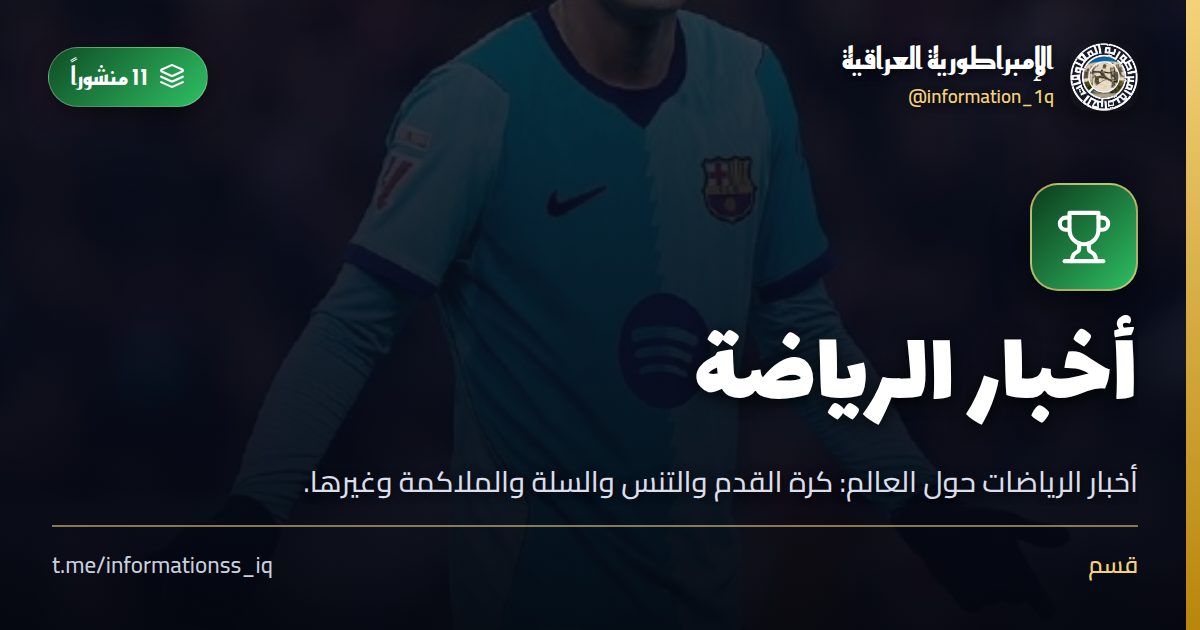 الإمبراطورية العراقية
@information_1q
11 منشوراً
أخبار الرياضة
أخبار الرياضات حول العالم: كرة القدم والتنس والسلة والملاكمة وغيرها.
قسم
t.me/informationss_iq